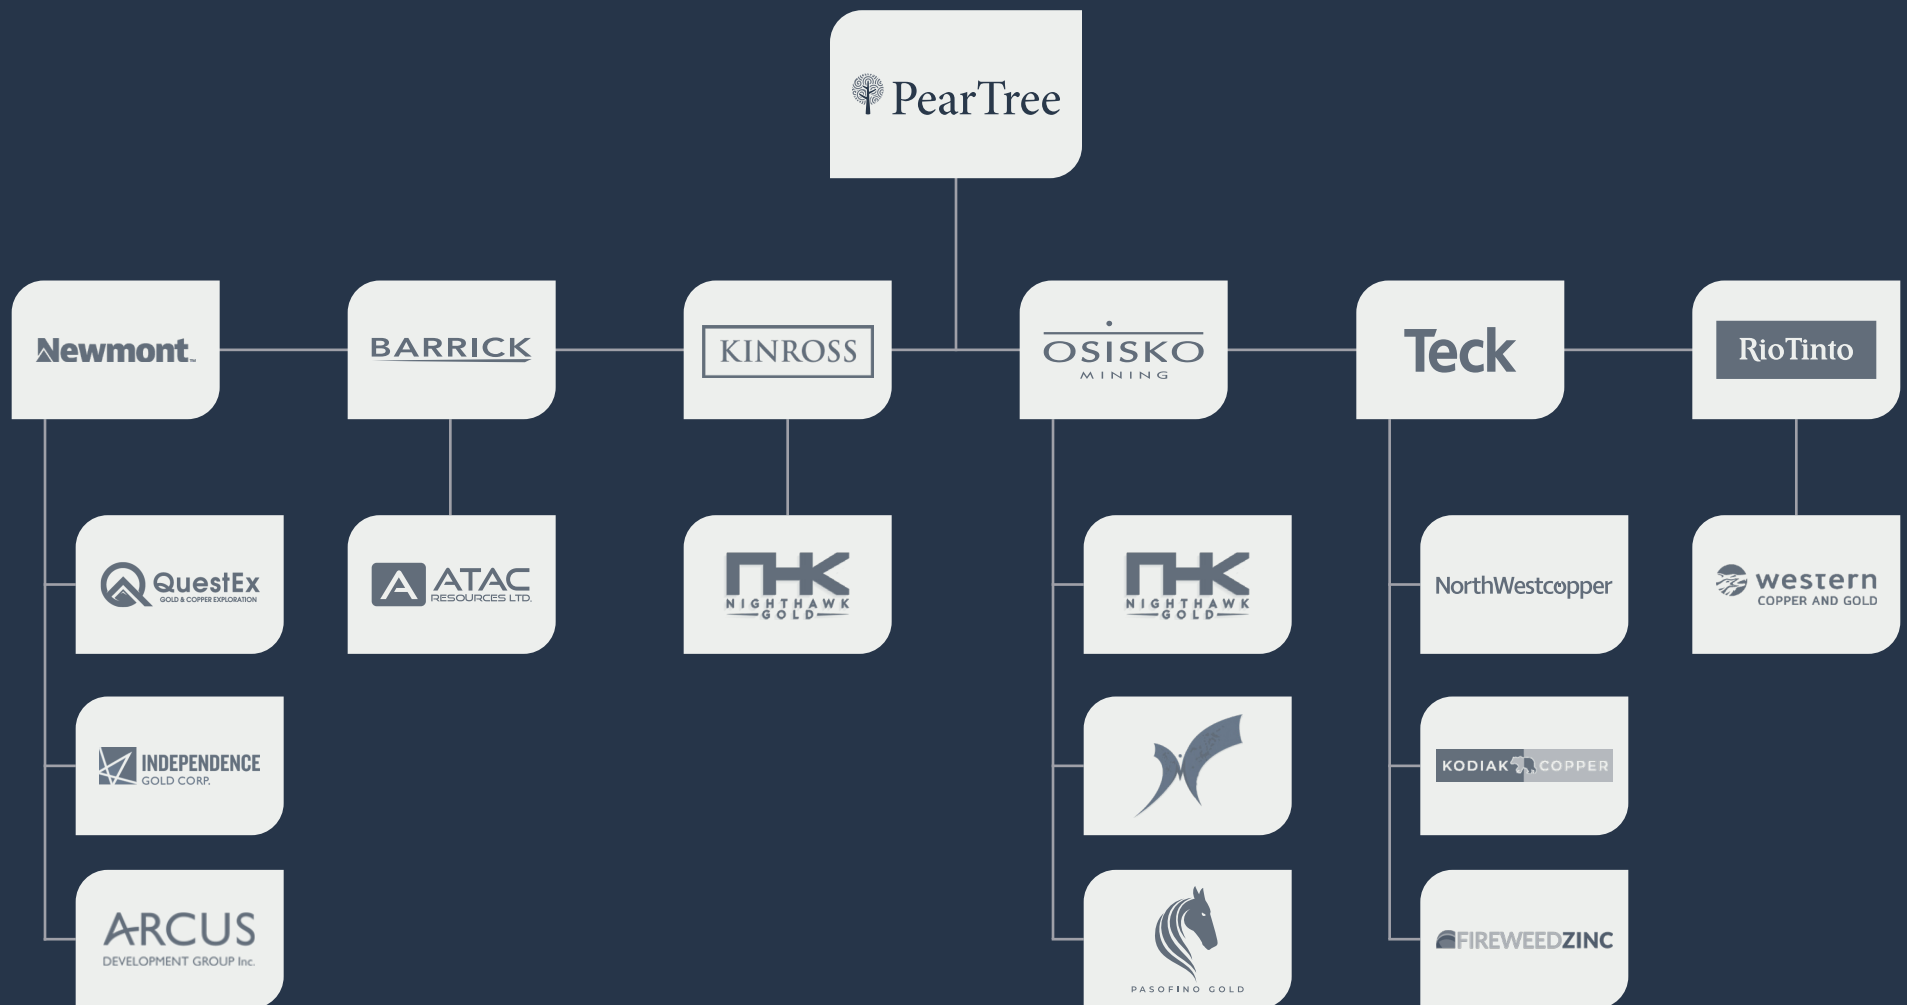 PearTree
Newmont™
BARRICK
KINROSS
OSISKO
MINING
Teck
RioTinto
QuestEx
GOLD & COPPER EXPLORATION
A ATAC
RESOURCES LTD.
NHK
NIGHTHAWK
GOLD
NHK
NIGHTHAWK
GOLD
NorthWestcopper
western
COPPER AND GOLD
INDEPENDENCE
GOLD CORP.
KODIAK COPPER
ARCUS
DEVELOPMENT GROUP Inc.
PASOFINO GOLD
FIREWEEDZINC